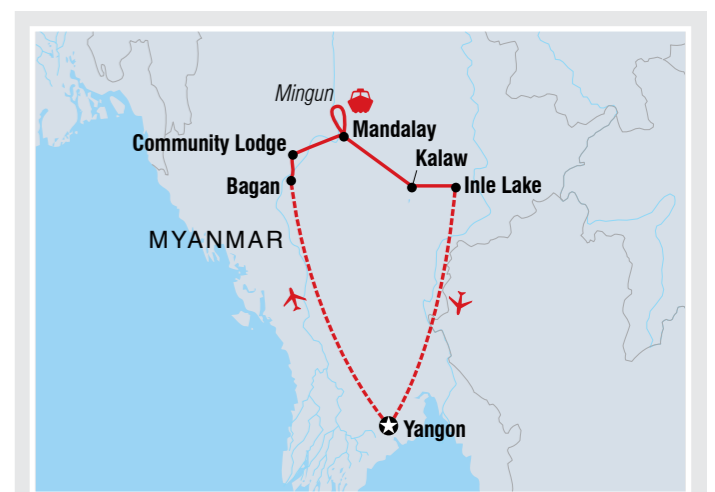 Mingun
Mandalay
Community Lodge
Kalaw
Bagan
Inle Lake
MYANMAR
Yangon